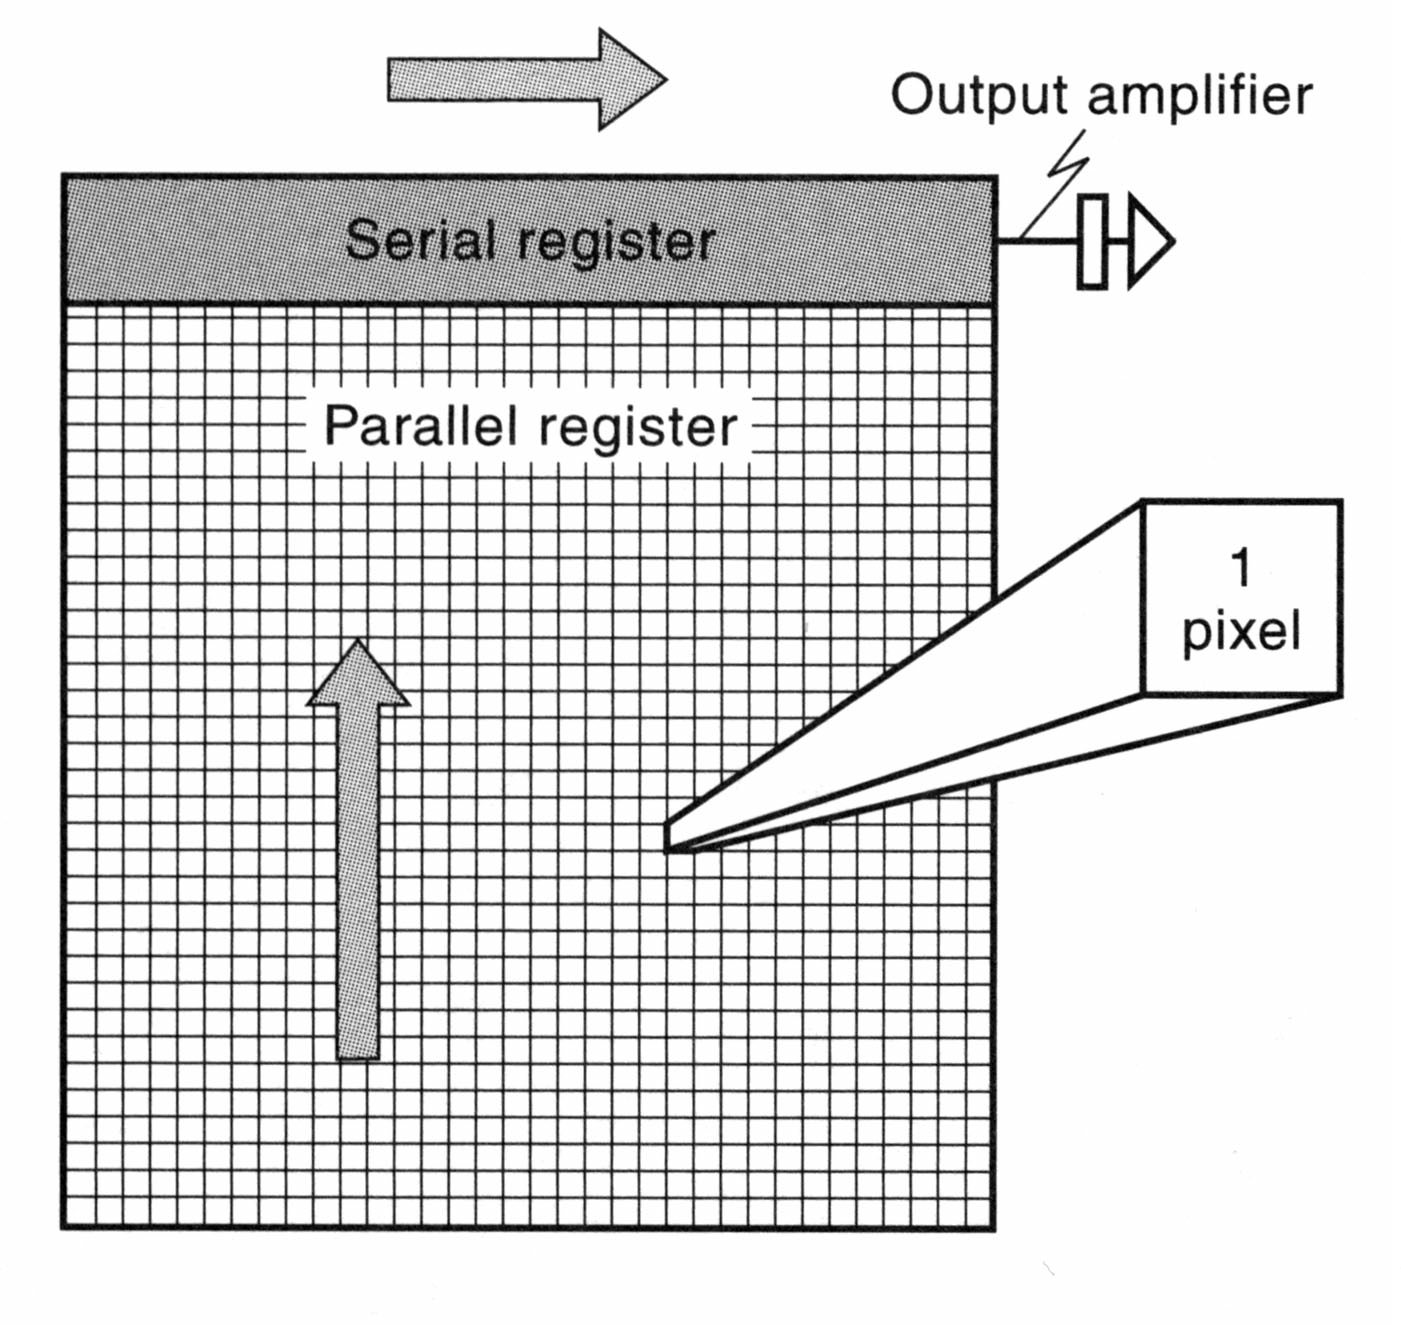 Output amplifier
Serial register
Parallel register
1
pixel